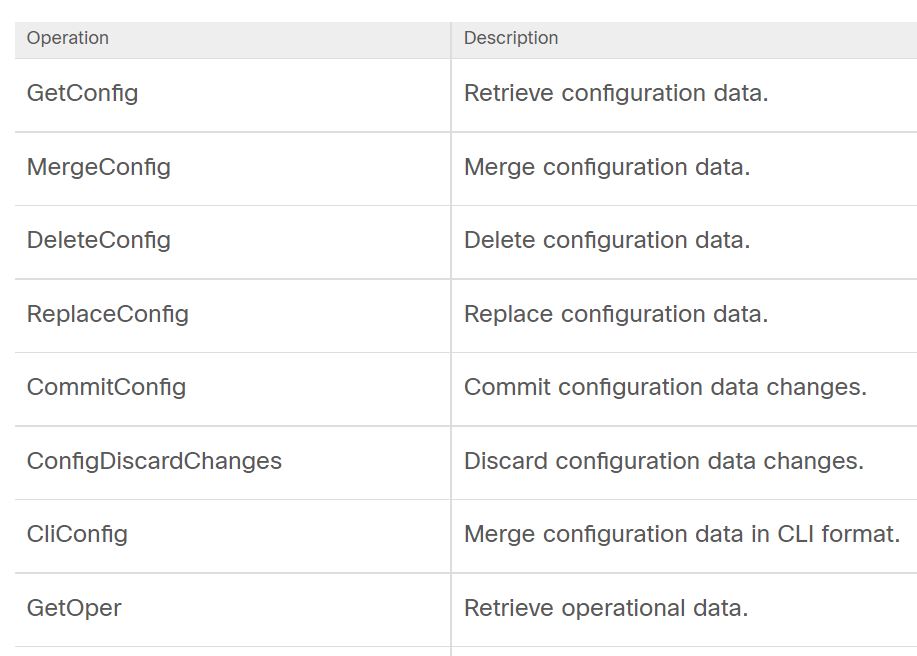 Operation Description
GetConfig Retrieve configuration data.
MergeConfig Merge configuration data.
DeleteConfig Delete configuration data.
ReplaceConfig Replace configuration data.
CommitConfig Commit configuration data changes.
ConfigDiscardChanges Discard configuration data changes.
CliConfig Merge configuration data in CLI format.
GetOper Retrieve operational data.